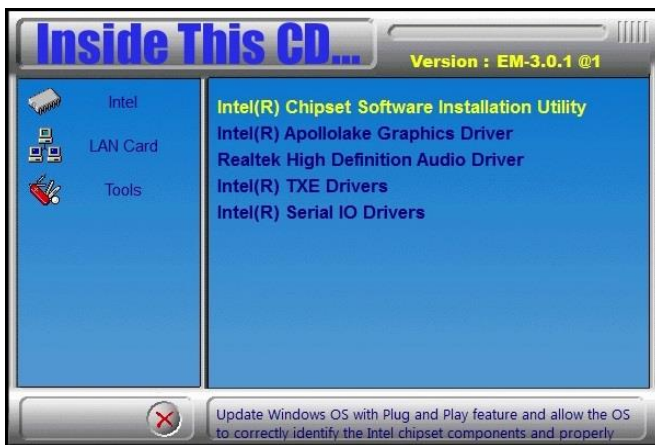 Inside This CD...
Version : EM-3.0.1 @1
Intel
LAN Card
Tools
Intel(R) Chipset Software Installation Utility
Intel(R) Apollolake Graphics Driver
Realtek High Definition Audio Driver
Intel(R) TXE Drivers
Intel(R) Serial IO Drivers
Update Windows OS with Plug and Play feature and allow the OS
to correctly identify the Intel chipset components and properly